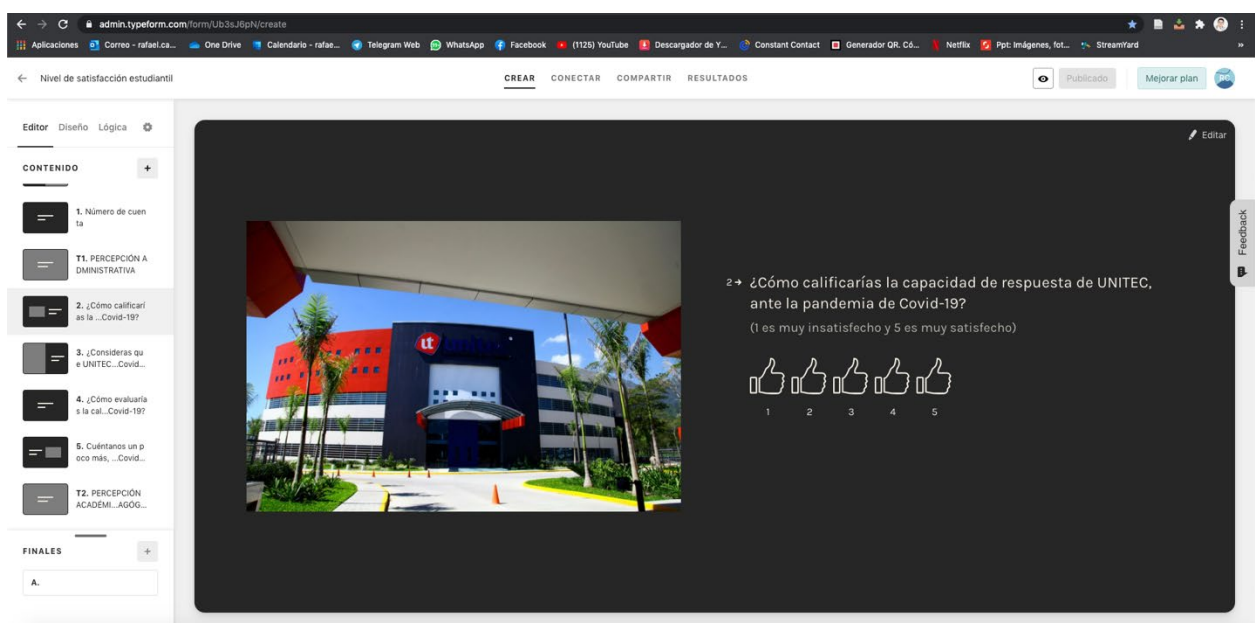 admin.typeform.com/form/Ub3sJ6pN/create
Aplicaciones Correo - rafael.ca... One Drive Calendario - rafae... Telegram Web WhatsApp Facebook (1125) YouTube Descargador de Y... Constant Contact Generador QR. Có... Netflix Ppt: Imágenes, fot... StreamYard »
← Nivel de satisfacción estudiantil CREAR CONECTAR COMPARTIR RESULTADOS Publicado Mejorar plan RC
Editor Diseño Lógica
Editar
CONTENIDO +
1. Número de cuen
ta
T1. PERCEPCIÓN A
DMINISTRATIVA
2. ¿Cómo calificarí
as la ...Covid-19?
3. ¿Consideras qu
e UNITEC...Covid...
4. ¿Cómo evaluaría
s la cal...Covid-19?
5. Cuéntanos un p
oco más, ...Covid...
T2. PERCEPCIÓN
ACADÉMI...AGÓG...
FINALES +
A.
ut unitec
2→ ¿Cómo calificarías la capacidad de respuesta de UNITEC,
ante la pandemia de Covid-19?
(1 es muy insatisfecho y 5 es muy satisfecho)
1 2 3 4 5
Feedback